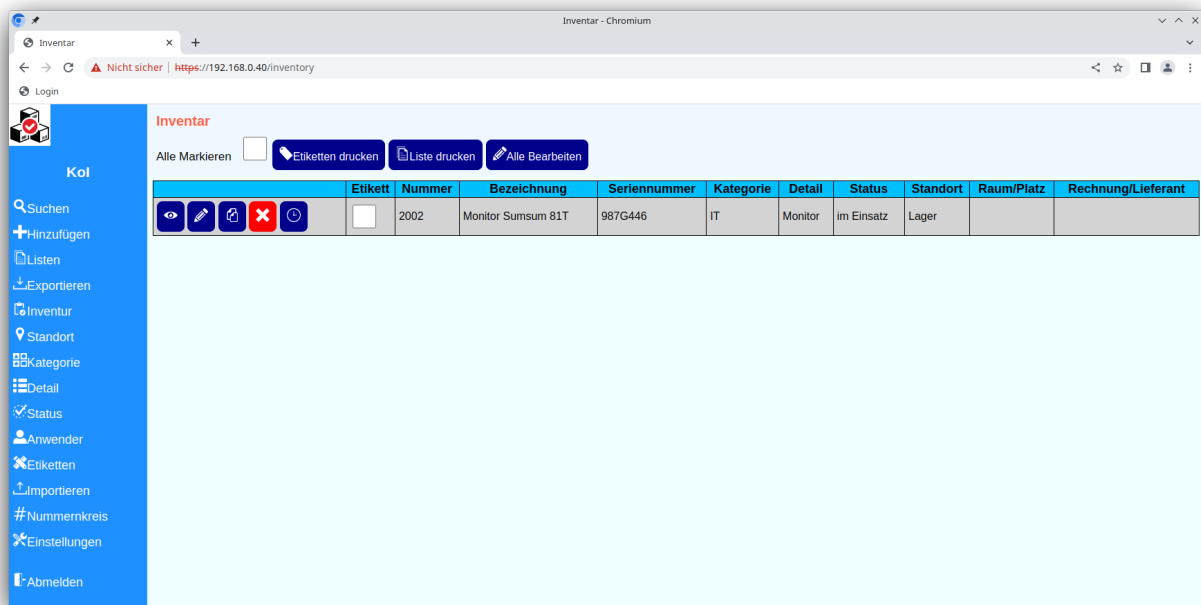 Inventar - Chromium
Inventar
Nicht sicher | https://192.168.0.40/inventory
Login
Kol
Suchen
Hinzufügen
Listen
Exportieren
Inventur
Standort
Kategorie
Detail
Status
Anwender
Etiketten
Importieren
Nummernkreis
Einstellungen
Abmelden
Inventar
Alle Markieren Etiketten drucken Liste drucken Alle Bearbeiten
Etikett Nummer Bezeichnung Seriennummer Kategorie Detail Status Standort Raum/Platz Rechnung/Lieferant
2002 Monitor Sumsum 81T 987G446 IT Monitor im Einsatz Lager